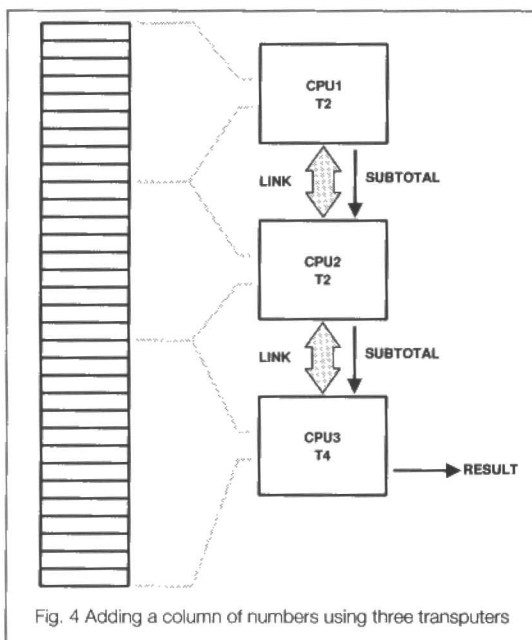 CPU1
T2
LINK
SUBTOTAL
CPU2
T2
LINK
SUBTOTAL
CPU3
T4
RESULT
Fig. 4 Adding a column of numbers using three transputers